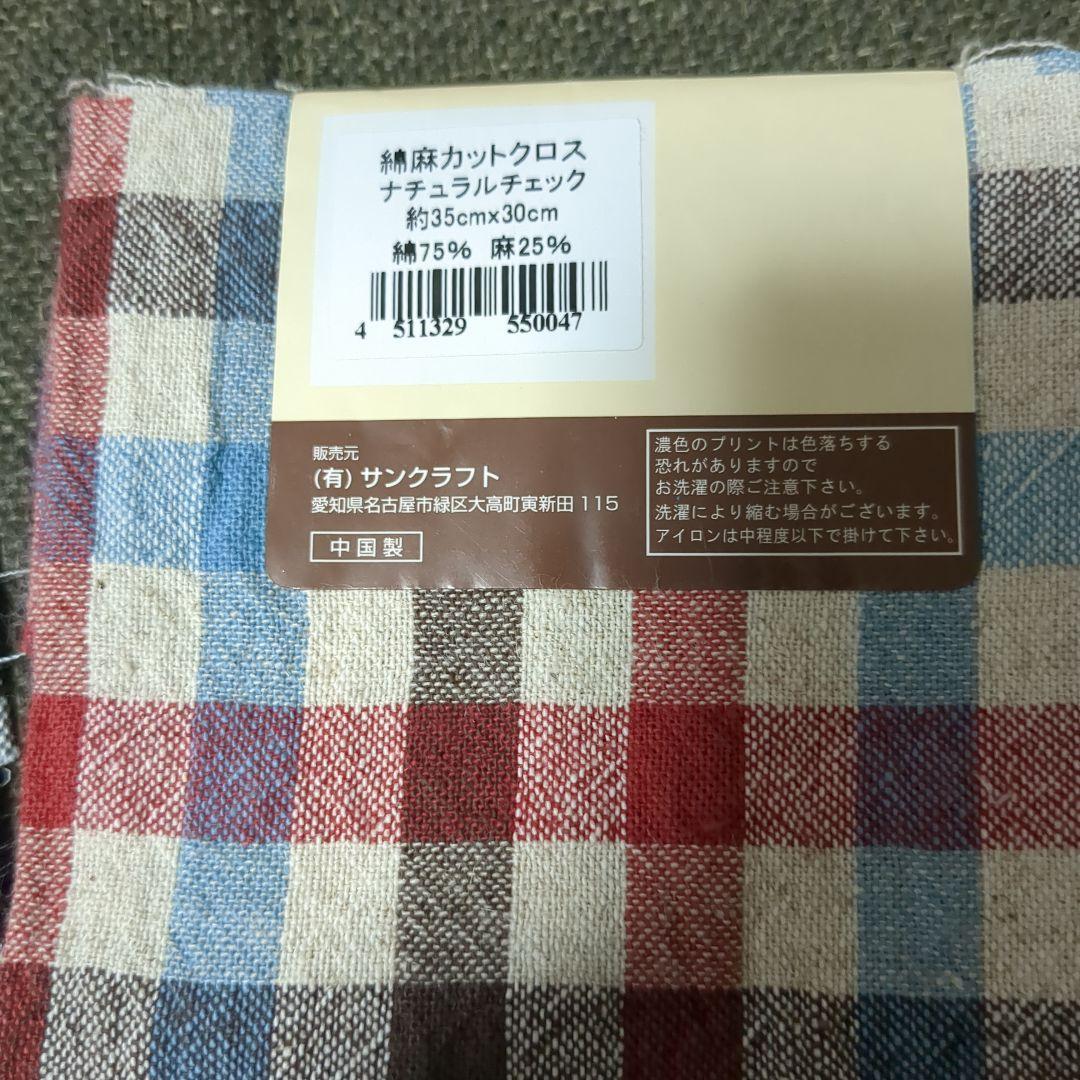 綿麻カットクロス
ナチュラルチェック
約35cm×30cm
綿75% 麻25%
4 511329 550047
販売元
(有) サンクラフト
愛知県名古屋市緑区大高町寅新田 115
中国製
濃色のプリントは色落ちする
恐れがありますので
お洗濯の際ご注意下さい。
洗濯により縮む場合がございます。
アイロンは中程度以下で掛けて下さい。